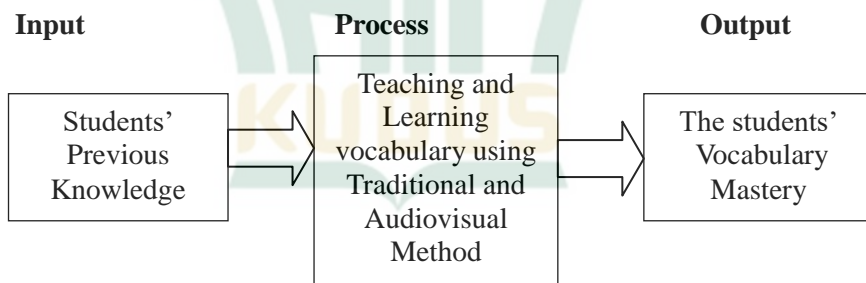 Input
Process
Output
Students’
Previous
Knowledge
Teaching and
Learning
vocabulary using
Traditional and
Audiovisual
Method
The students’
Vocabulary
Mastery
KUDUS